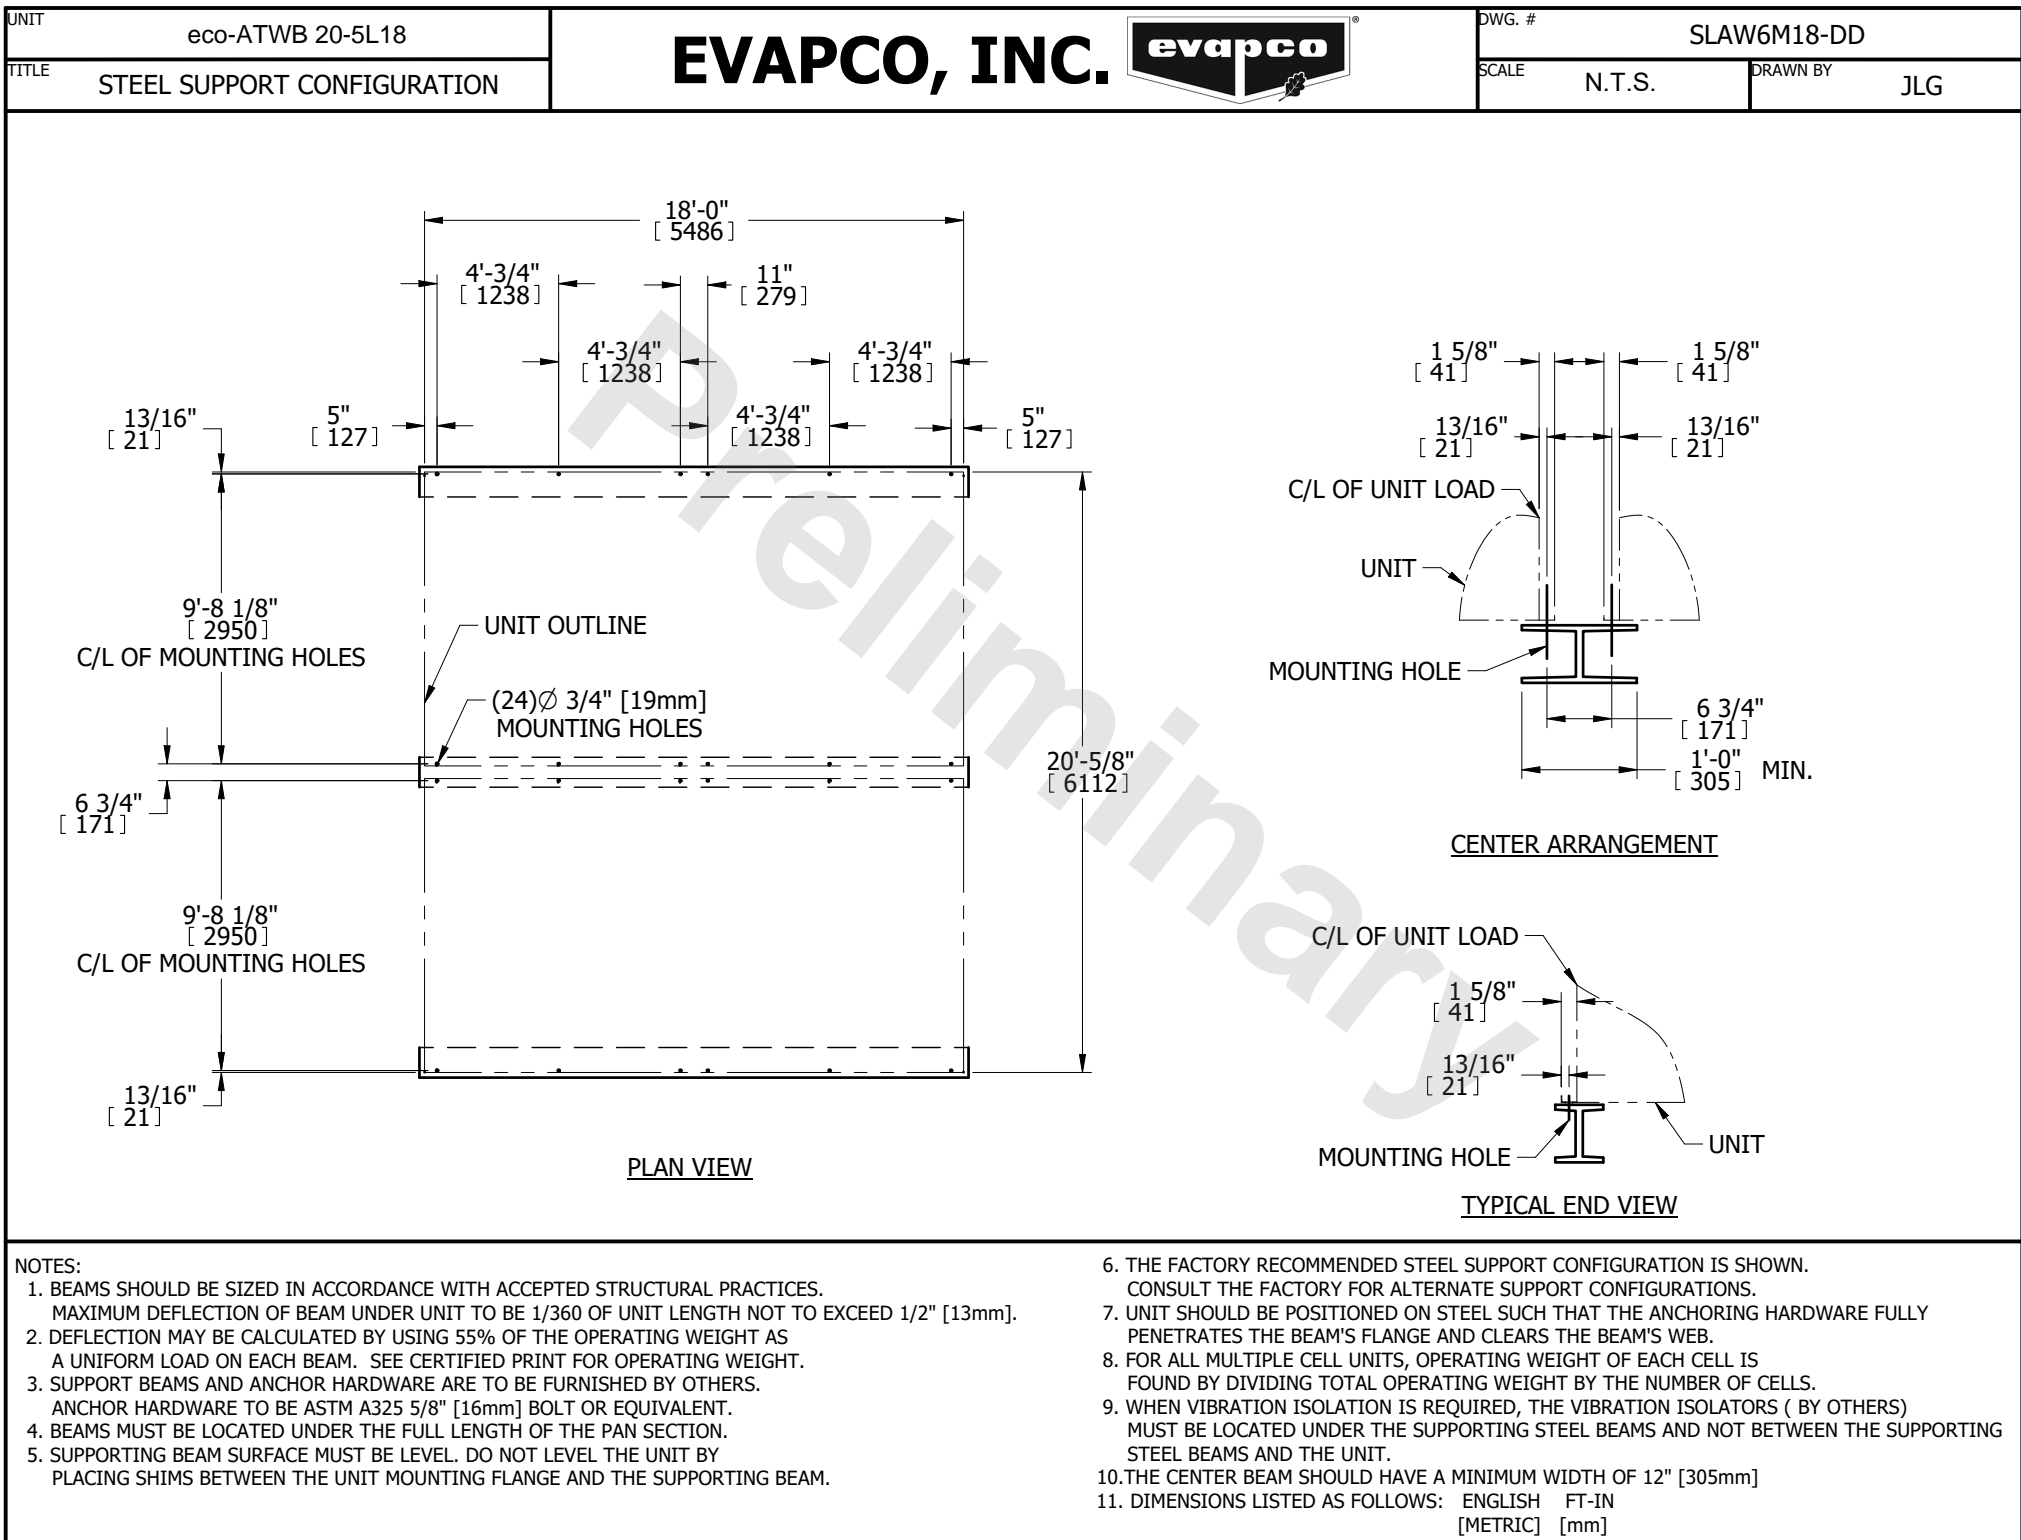 UNIT
eco-ATWB 20-5L18
TITLE
STEEL SUPPORT CONFIGURATION
EVAPCO, INC.
evapco
®
DWG. #
SLAW6M18-DD
SCALE
N.T.S.
DRAWN BY
JLG
18'-0"
[ 5486 ]
4'-3/4"
[ 1238 ]
11"
[ 279 ]
4'-3/4"
[ 1238 ]
4'-3/4"
[ 1238 ]
13/16"
[ 21 ]
5"
[ 127 ]
4'-3/4"
[ 1238 ]
5"
[ 127 ]
9'-8 1/8"
[ 2950 ]
C/L OF MOUNTING HOLES
UNIT OUTLINE
(24)Ø 3/4" [19mm]
MOUNTING HOLES
20'-5/8"
[ 6112 ]
6 3/4"
[ 171 ]
9'-8 1/8"
[ 2950 ]
C/L OF MOUNTING HOLES
13/16"
[ 21 ]
PLAN VIEW
Preliminary
1 5/8"
[ 41 ]
1 5/8"
[ 41 ]
13/16"
[ 21 ]
13/16"
[ 21 ]
C/L OF UNIT LOAD
UNIT
MOUNTING HOLE
6 3/4"
[ 171 ]
1'-0"
[ 305 ] MIN.
CENTER ARRANGEMENT
C/L OF UNIT LOAD
1 5/8"
[ 41 ]
13/16"
[ 21 ]
MOUNTING HOLE
UNIT
TYPICAL END VIEW
NOTES:
1. BEAMS SHOULD BE SIZED IN ACCORDANCE WITH ACCEPTED STRUCTURAL PRACTICES.
MAXIMUM DEFLECTION OF BEAM UNDER UNIT TO BE 1/360 OF UNIT LENGTH NOT TO EXCEED 1/2" [13mm].
2. DEFLECTION MAY BE CALCULATED BY USING 55% OF THE OPERATING WEIGHT AS
A UNIFORM LOAD ON EACH BEAM. SEE CERTIFIED PRINT FOR OPERATING WEIGHT.
3. SUPPORT BEAMS AND ANCHOR HARDWARE ARE TO BE FURNISHED BY OTHERS.
ANCHOR HARDWARE TO BE ASTM A325 5/8" [16mm] BOLT OR EQUIVALENT.
4. BEAMS MUST BE LOCATED UNDER THE FULL LENGTH OF THE PAN SECTION.
5. SUPPORTING BEAM SURFACE MUST BE LEVEL. DO NOT LEVEL THE UNIT BY
PLACING SHIMS BETWEEN THE UNIT MOUNTING FLANGE AND THE SUPPORTING BEAM.
6. THE FACTORY RECOMMENDED STEEL SUPPORT CONFIGURATION IS SHOWN.
CONSULT THE FACTORY FOR ALTERNATE SUPPORT CONFIGURATIONS.
7. UNIT SHOULD BE POSITIONED ON STEEL SUCH THAT THE ANCHORING HARDWARE FULLY
PENETRATES THE BEAM'S FLANGE AND CLEARS THE BEAM'S WEB.
8. FOR ALL MULTIPLE CELL UNITS, OPERATING WEIGHT OF EACH CELL IS
FOUND BY DIVIDING TOTAL OPERATING WEIGHT BY THE NUMBER OF CELLS.
9. WHEN VIBRATION ISOLATION IS REQUIRED, THE VIBRATION ISOLATORS ( BY OTHERS)
MUST BE LOCATED UNDER THE SUPPORTING STEEL BEAMS AND NOT BETWEEN THE SUPPORTING
STEEL BEAMS AND THE UNIT.
10.THE CENTER BEAM SHOULD HAVE A MINIMUM WIDTH OF 12" [305mm]
11. DIMENSIONS LISTED AS FOLLOWS: ENGLISH FT-IN
[METRIC] [mm]